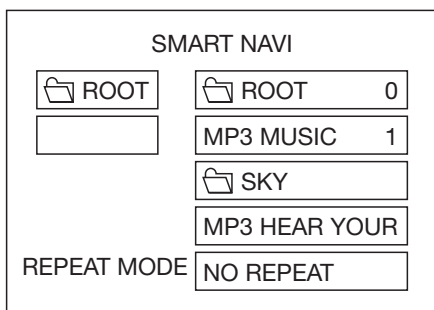 SMART NAVI
ROOT ROOT 0
MP3 MUSIC 1
SKY
MP3 HEAR YOUR
REPEAT MODE NO REPEAT